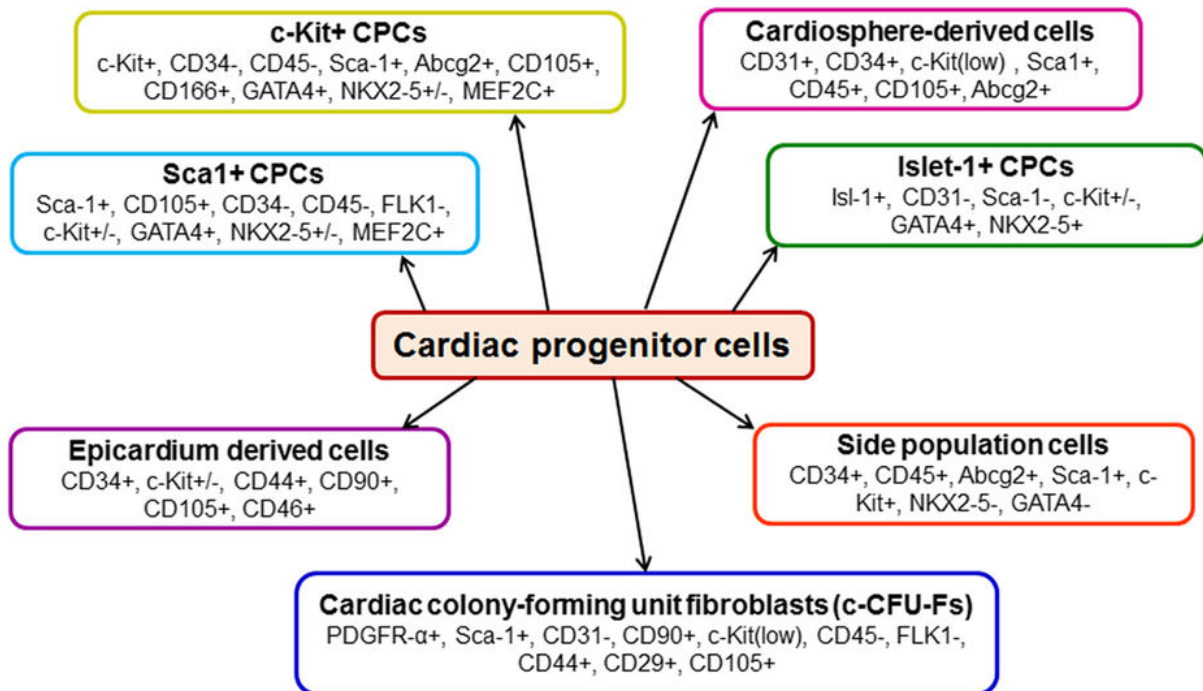 c-Kit+ CPCs
c-Kit+, CD34-, CD45-, Sca-1+, Abcg2+, CD105+,
CD166+, GATA4+, NKX2-5+/-, MEF2C+
Cardiosphere-derived cells
CD31+, CD34+, c-Kit(low) , Sca1+,
CD45+, CD105+, Abcg2+
Sca1+ CPCs
Sca-1+, CD105+, CD34-, CD45-, FLK1-,
c-Kit+/-, GATA4+, NKX2-5+/-, MEF2C+
Islet-1+ CPCs
Isl-1+, CD31-, Sca-1-, c-Kit+/-,
GATA4+, NKX2-5+
Cardiac progenitor cells
Epicardium derived cells
CD34+, c-Kit+/-, CD44+, CD90+,
CD105+, CD46+
Side population cells
CD34+, CD45+, Abcg2+, Sca-1+, c-
Kit+, NKX2-5-, GATA4-
Cardiac colony-forming unit fibroblasts (c-CFU-Fs)
PDGFR-α+, Sca-1+, CD31-, CD90+, c-Kit(low), CD45-, FLK1-,
CD44+, CD29+, CD105+